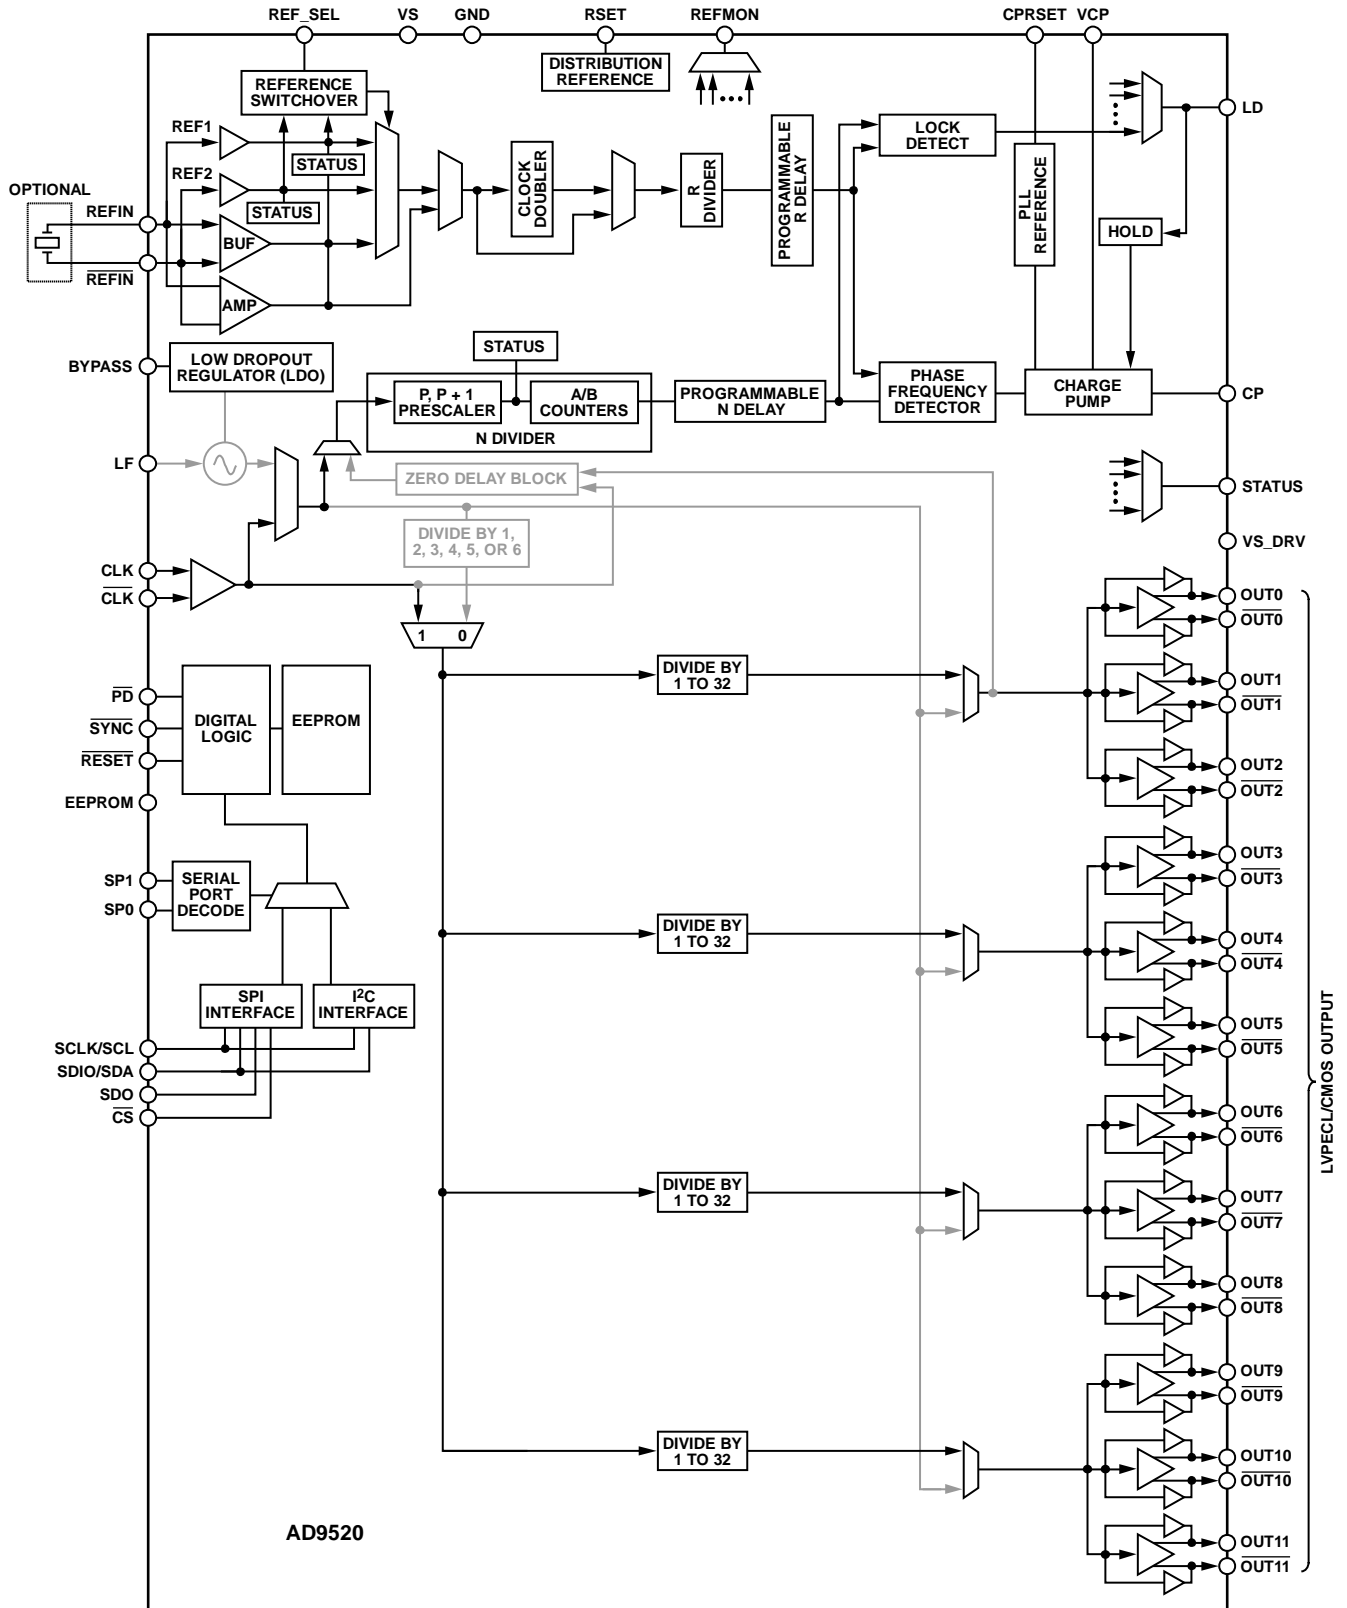 REF_SEL
VS
GND
RSET
REFMON
CPRSET
VCP
DISTRIBUTION
REFERENCE
REFERENCE
SWITCHOVER
LD
REF1
STATUS
REF2
STATUS
OPTIONAL
REFIN
REFIN
BUF
AMP
CLOCK
DOUBLER
R
DIVIDER
PROGRAMMABLE
R DELAY
LOCK
DETECT
PLL
REFERENCE
HOLD
BYPASS
LOW DROPOUT
REGULATOR (LDO)
STATUS
P, P + 1
PRESCALER
A/B
COUNTERS
N DIVIDER
PROGRAMMABLE
N DELAY
PHASE
FREQUENCY
DETECTOR
CHARGE
PUMP
CP
LF
ZERO DELAY BLOCK
STATUS
DIVIDE BY 1,
2, 3, 4, 5, OR 6
VS_DRV
CLK
CLK
1 0
OUT0
OUT0
DIVIDE BY
1 TO 32
OUT1
OUT1
OUT2
OUT2
PD
SYNC
RESET
DIGITAL
LOGIC
EEPROM
EEPROM
SP1
SP0
SERIAL
PORT
DECODE
OUT3
OUT3
DIVIDE BY
1 TO 32
OUT4
OUT4
OUT5
OUT5
SPI
INTERFACE
I2C
INTERFACE
SCLK/SCL
SDIO/SDA
SDO
CS
LVPECL/CMOS OUTPUT
OUT6
OUT6
DIVIDE BY
1 TO 32
OUT7
OUT7
OUT8
OUT8
OUT9
OUT9
DIVIDE BY
1 TO 32
OUT10
OUT10
OUT11
OUT11
AD9520